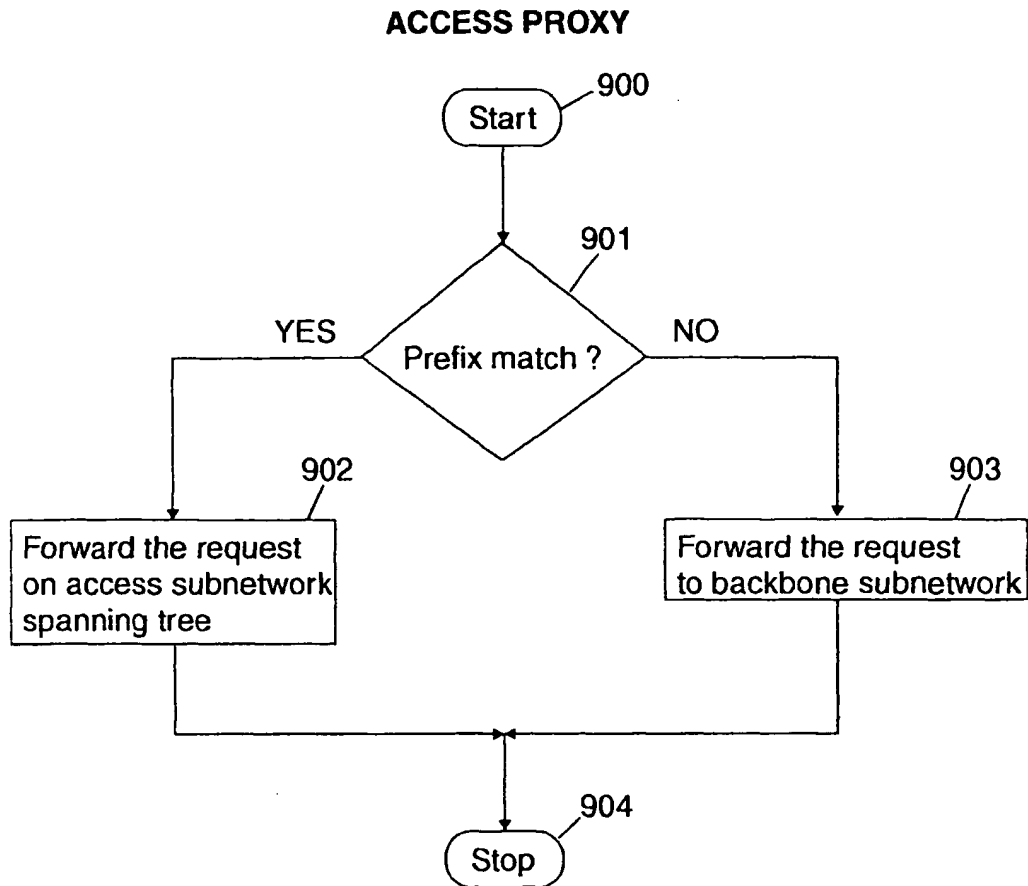 ACCESS PROXY
900
Start
901
YES
Prefix match ?
NO
902
903
Forward the request
on access subnetwork
spanning tree
Forward the request
to backbone subnetwork
904
Stop